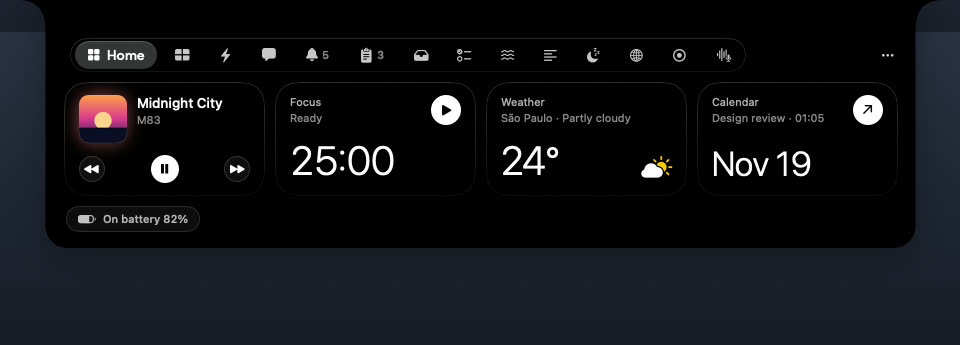 Home
5
3
Midnight City
M83
Focus
Ready
25:00
Weather
São Paulo · Partly cloudy
24°
Calendar
Design review · 01:05
Nov 19
On battery 82%